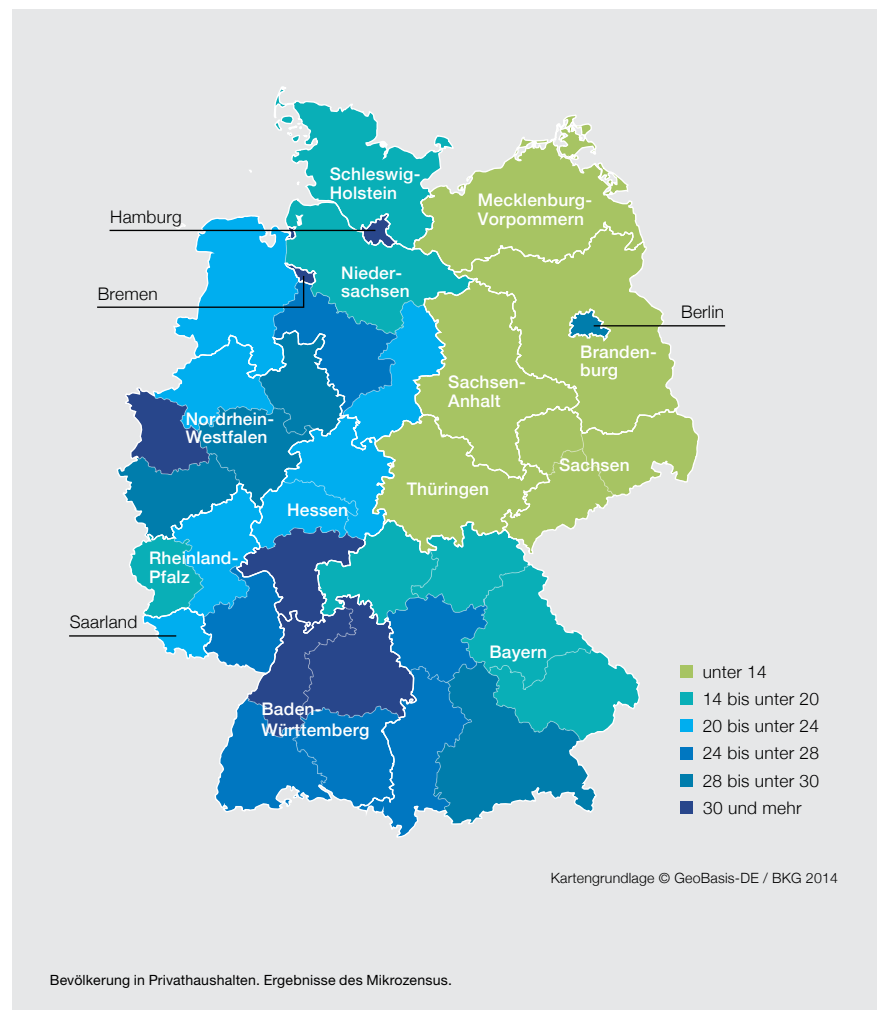 Schleswig-
Holstein
Mecklenburg-
Vorpommern
Hamburg
Nieder-
sachsen
Bremen
Berlin
Branden-
burg
Sachsen-
Anhalt
Nordrhein-
Westfalen
Sachsen
Thüringen
Hessen
Rheinland-
Pfalz
Saarland
Bayern
Baden-
Württemberg
unter 14
14 bis unter 20
20 bis unter 24
24 bis unter 28
28 bis unter 30
30 und mehr
Kartengrundlage © GeoBasis-DE / BKG 2014
Bevölkerung in Privathaushalten. Ergebnisse des Mikrozensus.